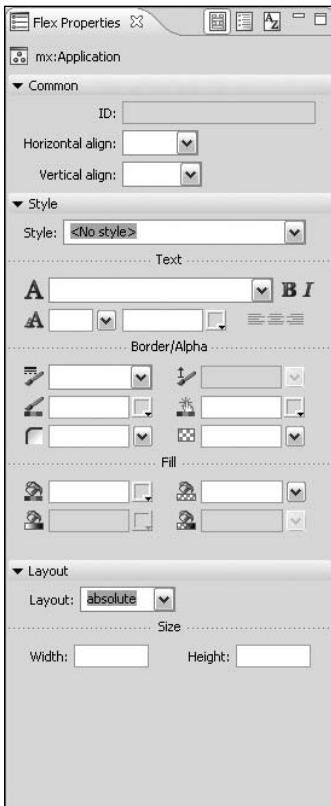 Flex Properties
mx:Application
Common
ID:
Horizontal align:
Vertical align:
Style
Style: <No style>
Text
A B I
A
Border/Alpha
Fill
Layout
Layout: absolute
Size
Width: Height: